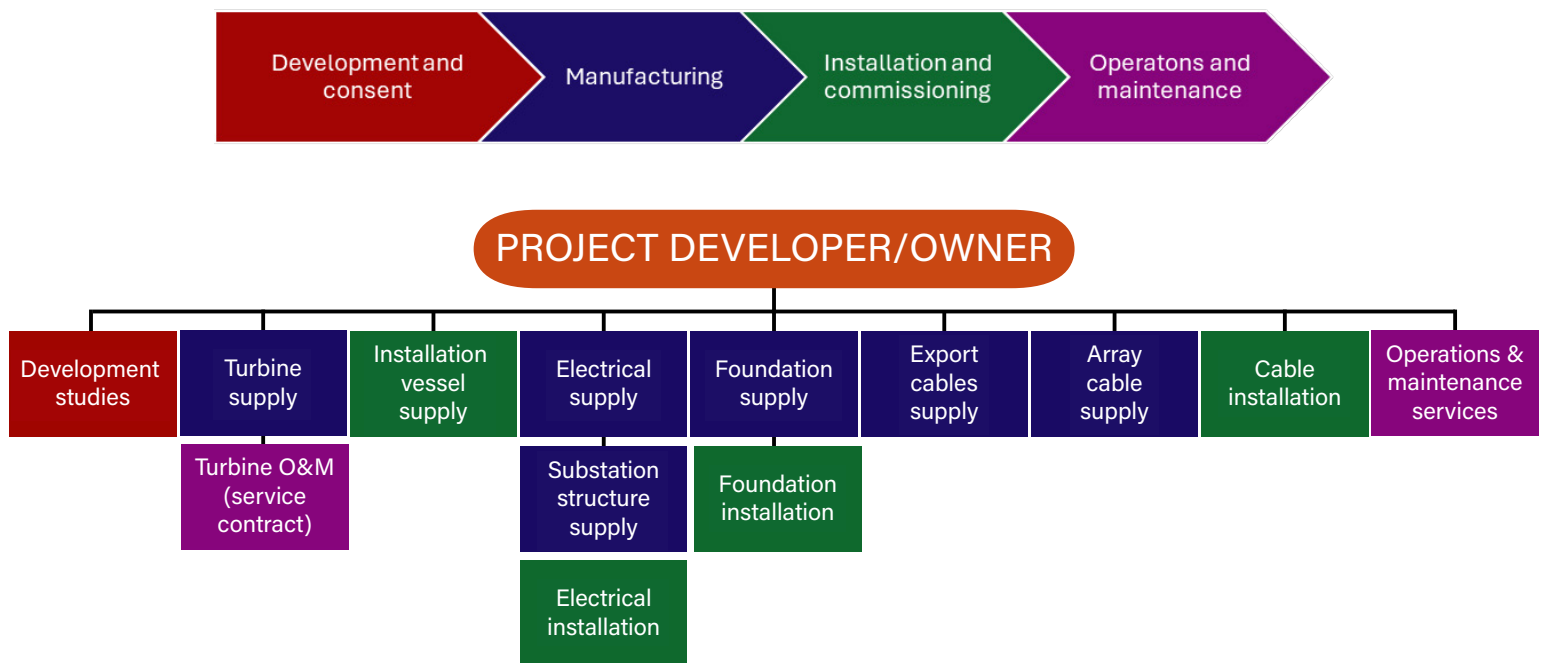 Development and
consent
Manufacturing
Installation and
commissioning
Operatons and
maintenance
PROJECT DEVELOPER/OWNER
Development
studies
Turbine
supply
Installation
vessel
supply
Electrical
supply
Foundation
supply
Export
cables
supply
Array
cable
supply
Cable
installation
Operations &
maintenance
services
Turbine O&M
(service
contract)
Substation
structure
supply
Foundation
installation
Electrical
installation